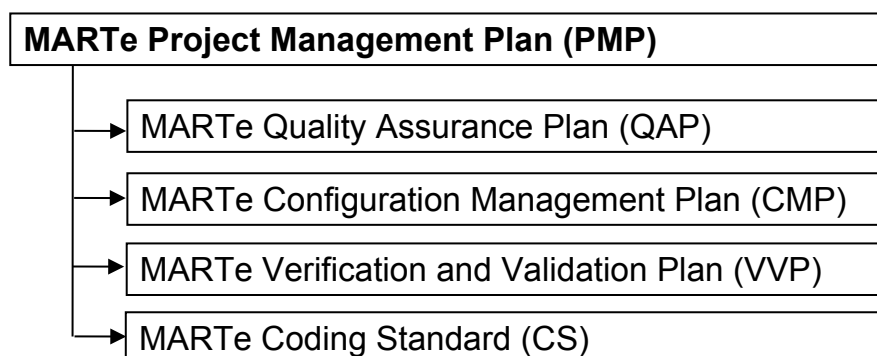 MARTe Project Management Plan (PMP)
MARTe Quality Assurance Plan (QAP)
MARTe Configuration Management Plan (CMP)
MARTe Verification and Validation Plan (VVP)
MARTe Coding Standard (CS)